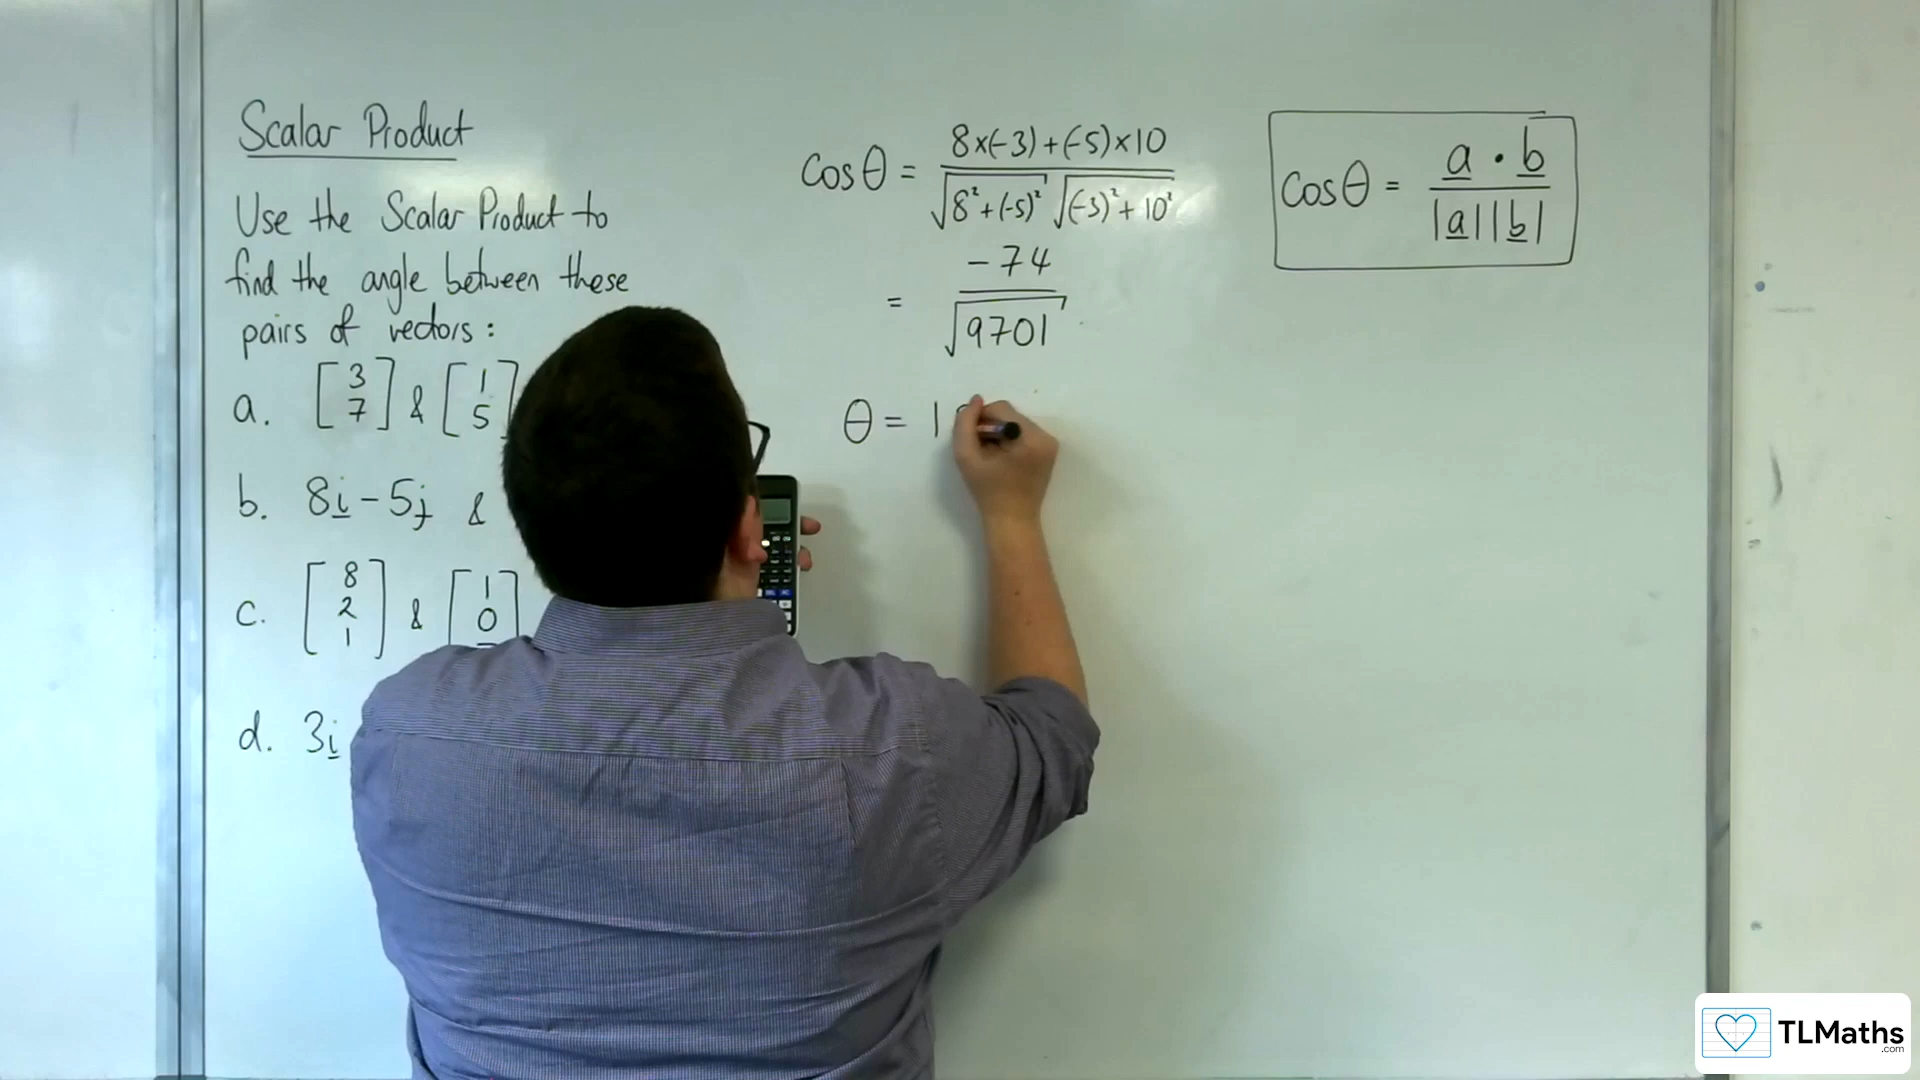 Scalar Product
Use the Scalar Product to
find the angle between these
pairs of vectors:
a. [3 7] & [1 5]
b. 8i - 5j &
c. [8 2 1] & [1 0
d. 3i
cosθ = 8×(-3)+(-5)×10 / √8²+(-5)² √(-3)²+10²
= -74 / √9701
θ = 1
cosθ = a · b / |a||b|
TLMaths
.com